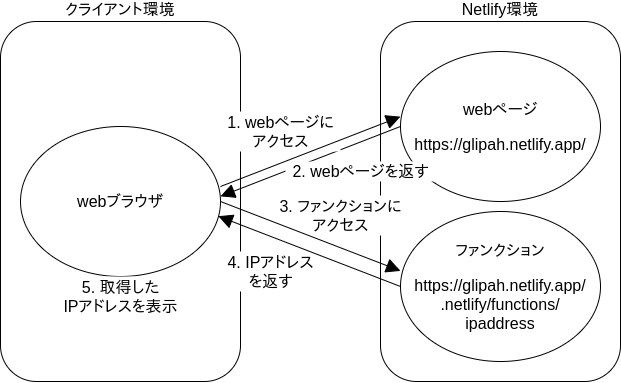 クライアント環境
Netlify環境
webページ
https://glipah.netlify.app/
1. webページに
アクセス
2. webページを返す
webブラウザ
3. ファンクションに
アクセス
ファンクション
https://glipah.netlify.app/
.netlify/functions/
ipaddress
4. IPアドレス
を返す
5. 取得した
IPアドレスを表示